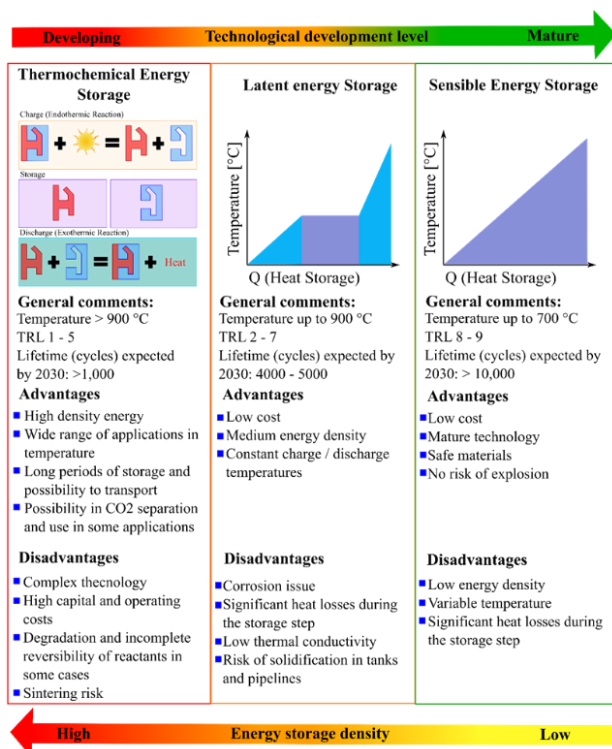 Developing Technological development level Mature
Thermochemical Energy
Storage
Charge (Endothermic Reaction)
+ =  +
Storage
Discharge (Exothermic Reaction)
+ = + Heat
General comments:
Temperature > 900 °C
TRL 1 - 5
Lifetime (cycles) expected
by 2030: >1,000
Advantages
High density energy
Wide range of applications in
temperature
Long periods of storage and
possibility to transport
Possibility in CO2 separation
and use in some applications
Disadvantages
Complex thecnology
High capital and operating
costs
Degradation and incomplete
reversibility of reactants in
some cases
Sintering risk
Latent energy Storage
Temperature [°C]
Q (Heat Storage)
General comments:
Temperature up to 900 °C
TRL 2 - 7
Lifetime (cycles) expected by
2030: 4000 - 5000
Advantages
Low cost
Medium energy density
Constant charge / discharge
temperatures
Disadvantages
Corrosion issue
Significant heat losses during
the storage step
Low thermal conductivity
Risk of solidification in tanks
and pipelines
Sensible Energy Storage
Temperature [°C]
Q (Heat Storage)
General comments:
Temperature up to 700 °C
TRL 8 - 9
Lifetime (cycles) expected by
2030: > 10,000
Advantages
Low cost
Mature technology
Safe materials
No risk of explosion
Disadvantages
Low energy density
Variable temperature
Significant heat losses during the
storage step
High Energy storage density Low